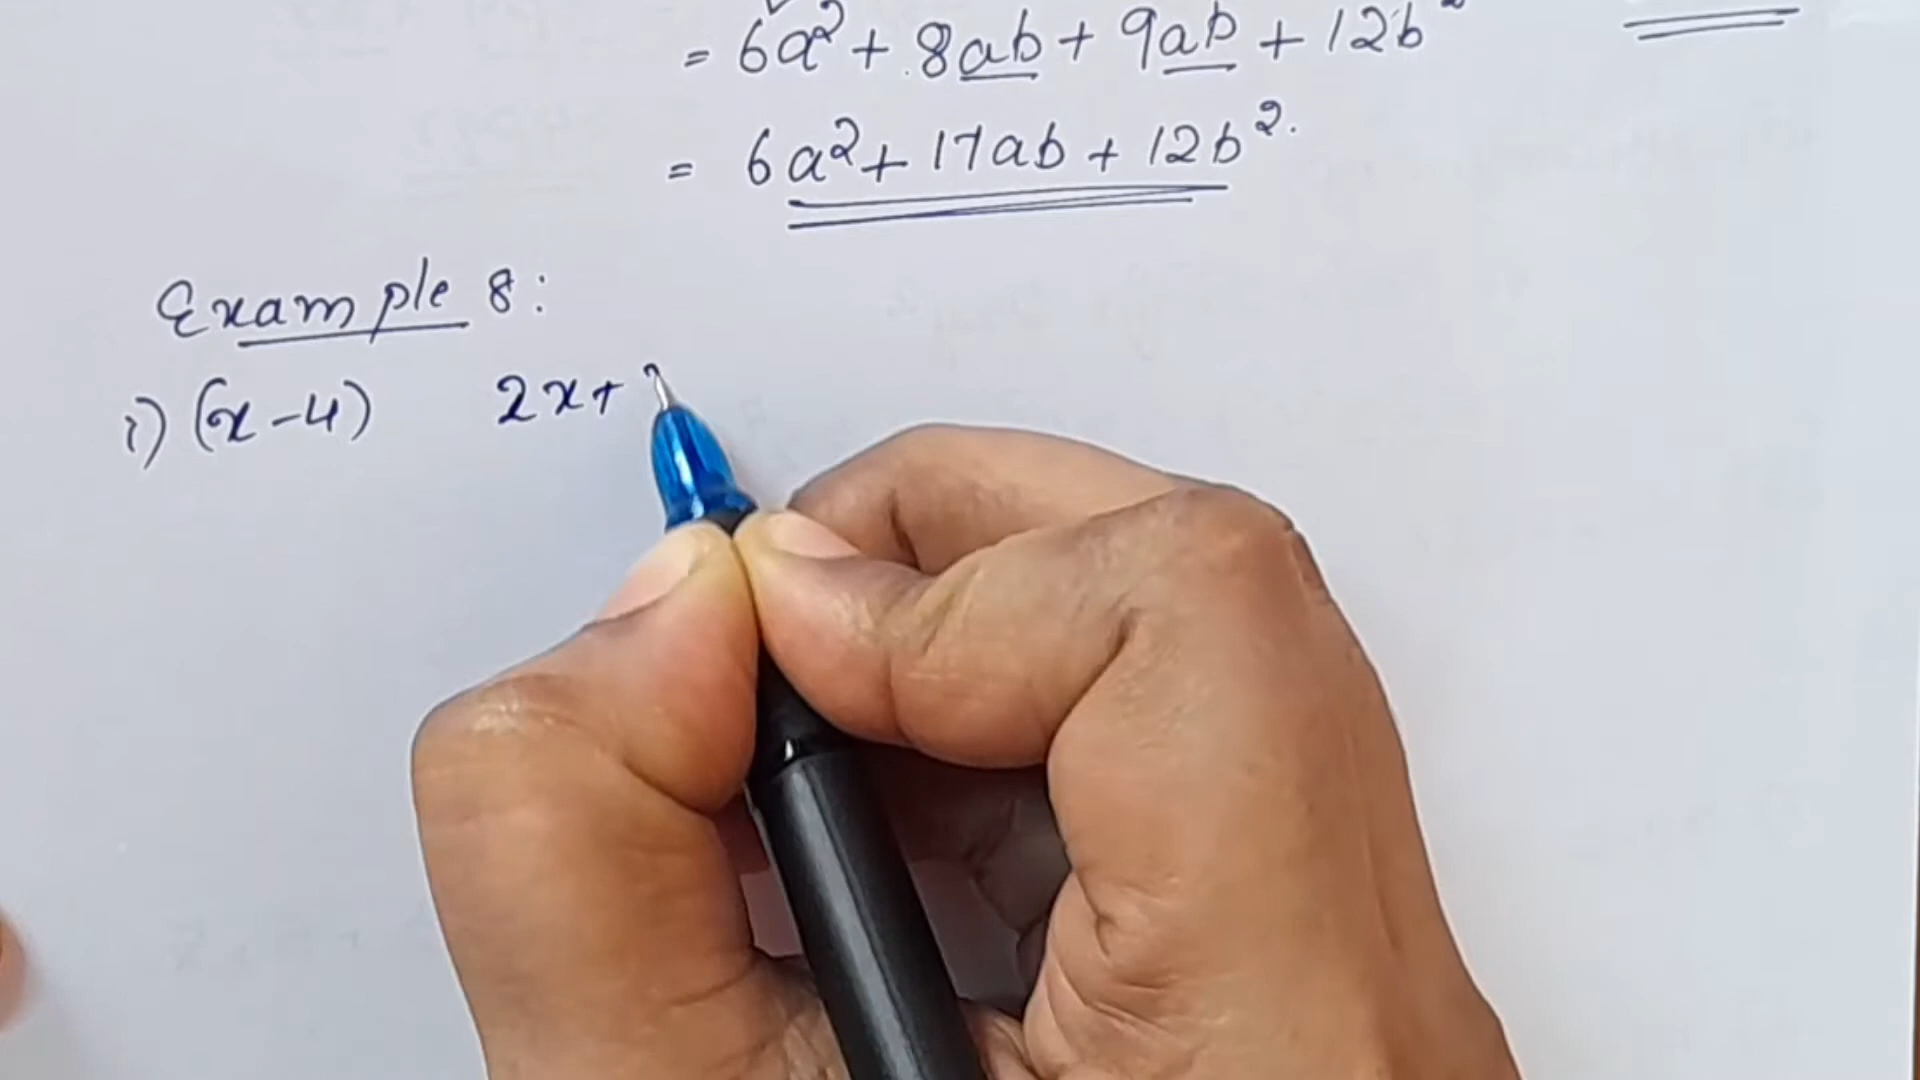 = 6a² + 8ab + 9ab + 12b²
= 6a² + 17ab + 12b².
Example 8:
i) (x-4) 2x+